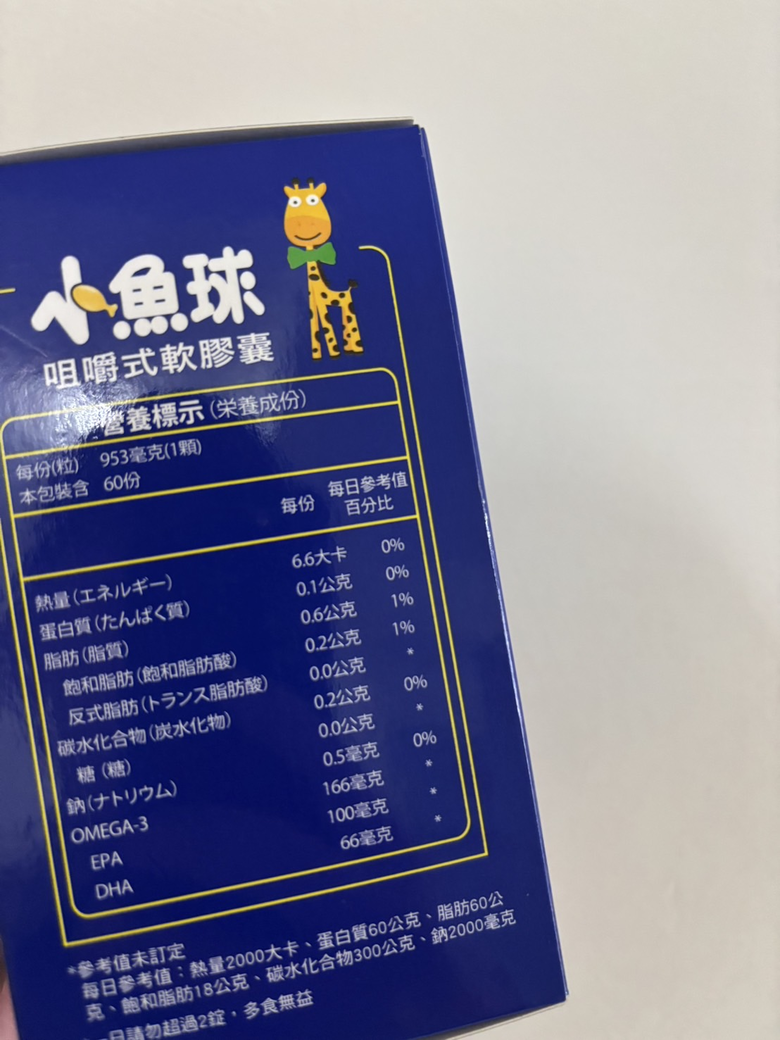 小魚球
咀嚼式軟膠囊
營養標示(栄養成份)
每份(粒) 953毫克(1顆)
本包裝含 60份
每份 每日參考值百分比
熱量(エネルギー) 6.6大卡 0%
蛋白質(たんぱく質) 0.1公克 0%
脂肪(脂質) 0.6公克 1%
飽和脂肪(飽和脂肪酸) 0.2公克 1%
反式脂肪(トランス脂肪酸) 0.0公克 *
碳水化合物(炭水化物) 0.2公克 0%
糖(糖) 0.0公克 *
鈉(ナトリウム) 0.5毫克 0%
OMEGA-3 166毫克 *
EPA 100毫克 *
DHA 66毫克 *
*參考值未訂定
每日參考值：熱量2000大卡、蛋白質60公克、脂肪60公
克、飽和脂肪18公克、碳水化合物300公克、鈉2000毫克
一日請勿超過2錠，多食無益